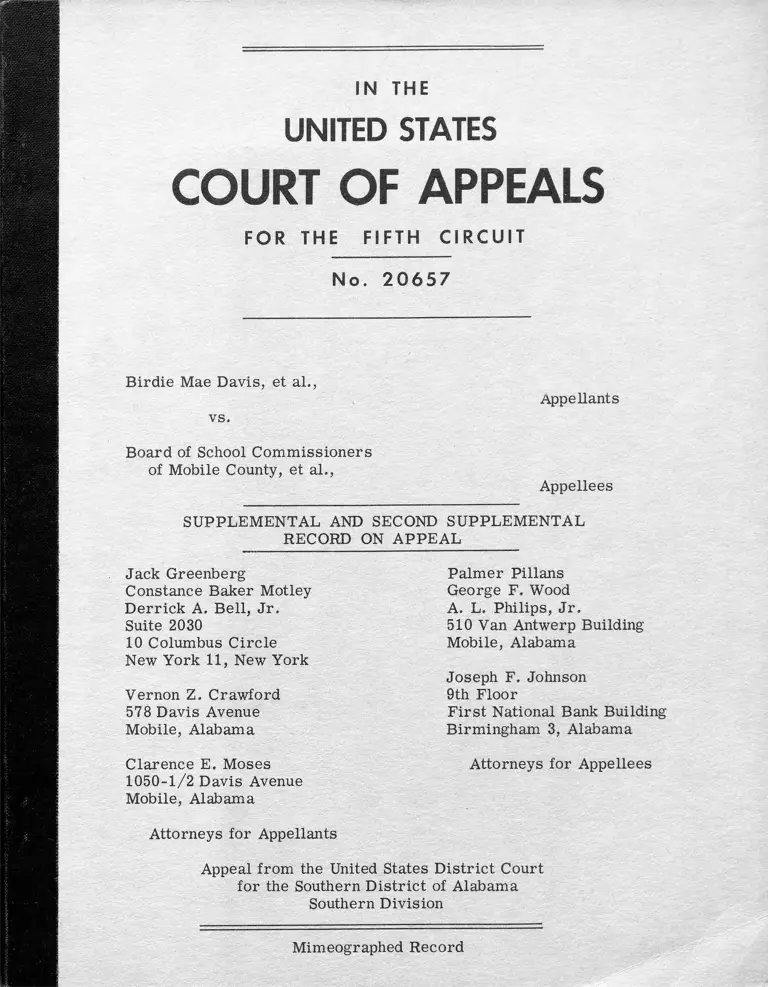 IN THE
UNITED STATES
COURT OF APPEALS
FOR THE FIFTH CIRCUIT
No. 20657
Birdie Mae Davis, et al.,
Appellants
vs.
Board of School Commissioners
of Mobile County, et al.,
Appellees
SUPPLEMENTAL AND SECOND SUPPLEMENTAL
RECORD ON APPEAL
Jack Greenberg
Constance Baker Motley
Derrick A. Bell, Jr.
Suite 2030
10 Columbus Circle
New York 11, New York
Vernon Z. Crawford
578 Davis Avenue
Mobile, Alabama
Clarence E. Moses
1050-1/2 Davis Avenue
Mobile, Alabama
Attorneys for Appellants
Palmer Pillans
George F. Wood
A. L. Philips, Jr.
510 Van Antwerp Building
Mobile, Alabama
Joseph F. Johnson
9th Floor
First National Bank Building
Birmingham 3, Alabama
Attorneys for Appellees
Appeal from the United States District Court
for the Southern District of Alabama
Southern Division
Mimeographed Record